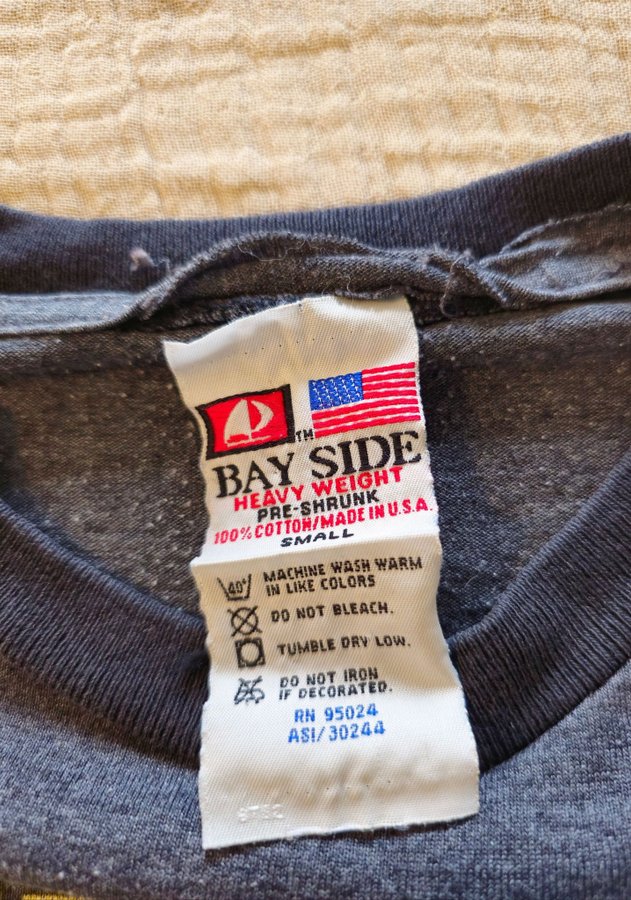 TM
BAY SIDE
HEAVY WEIGHT
PRE-SHRUNK
100% COTTON/MADE IN U.S.A.
SMALL
40°
MACHINE WASH WARM
IN LIKE COLORS
DO NOT BLEACH.
TUMBLE DRY LOW.
DO NOT IRON
IF DECORATED.
RN 95024
ASI/30244